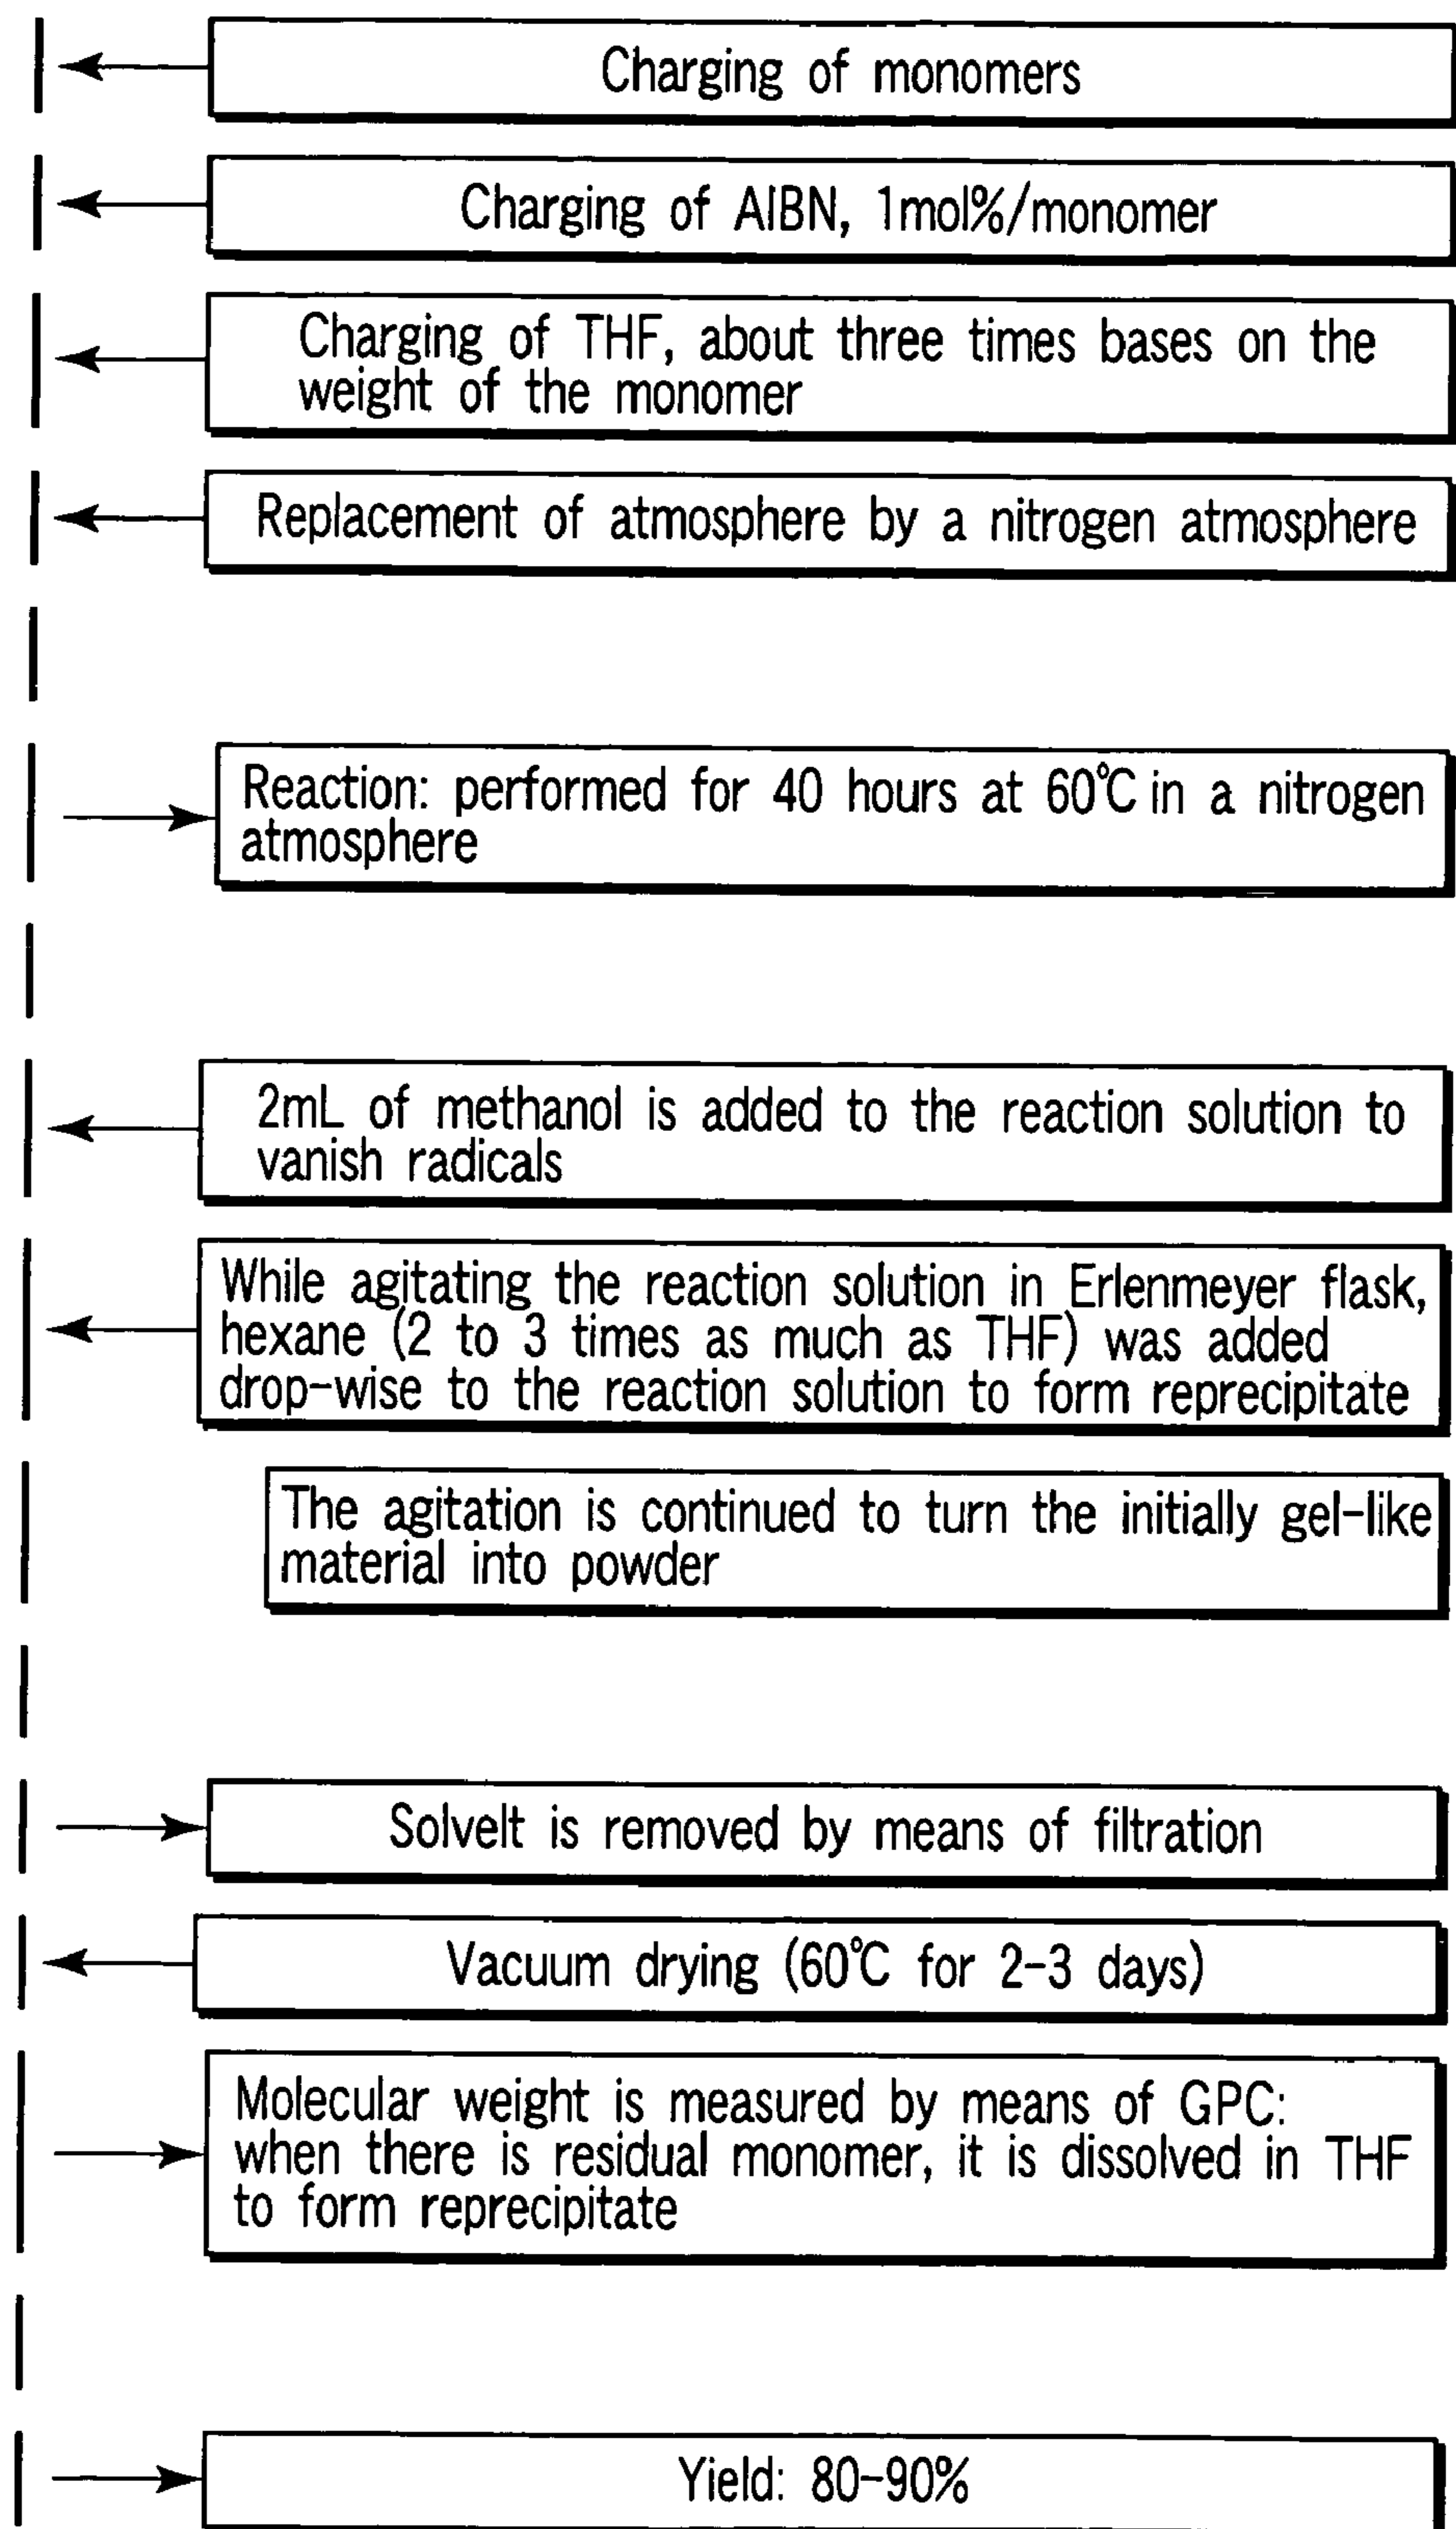 Charging of monomers
Charging of AIBN, 1mol%/monomer
Charging of THF, about three times bases on the
weight of the monomer
Replacement of atmosphere by a nitrogen atmosphere
Reaction: performed for 40 hours at 60℃ in a nitrogen
atmosphere
2mL of methanol is added to the reaction solution to
vanish radicals
While agitating the reaction solution in Erlenmeyer flask,
hexane (2 to 3 times as much as THF) was added
drop-wise to the reaction solution to form reprecipitate
The agitation is continued to turn the initially gel-like
material into powder
Solvelt is removed by means of filtration
Vacuum drying (60℃ for 2-3 days)
Molecular weight is measured by means of GPC:
when there is residual monomer, it is dissolved in THF
to form reprecipitate
Yield: 80-90%